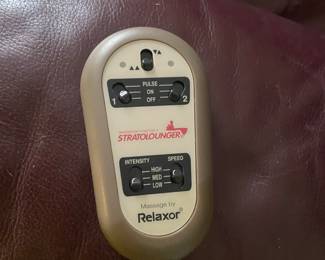 PULSE
1 ON 2
OFF
STRATOLOUNGER
INTENSITY SPEED
HIGH
MED
LOW
Massage by
Relaxor®